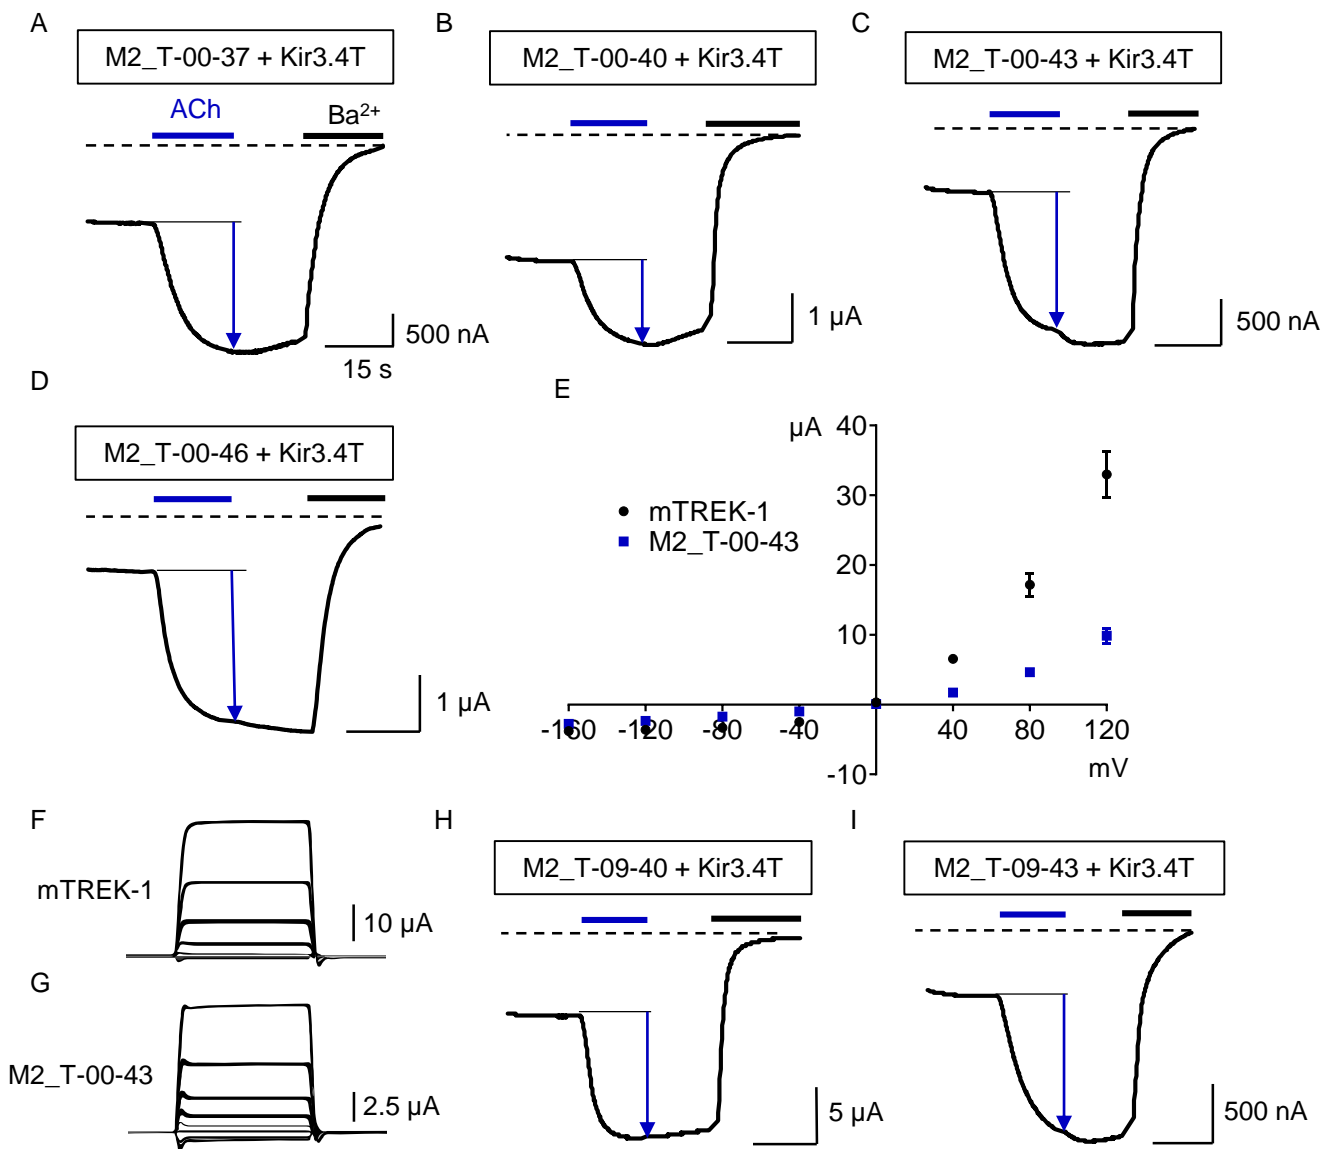 A
M2_T-00-37 + Kir3.4T
ACh
Ba²⁺
500 nA
15 s
B
M2_T-00-40 + Kir3.4T
1 µA
C
M2_T-00-43 + Kir3.4T
500 nA
D
M2_T-00-46 + Kir3.4T
1 µA
E
µA
40
30
20
10
-10
mTREK-1
M2_T-00-43
-160 -120 -80 -40 40 80 120
mV
F
mTREK-1
10 µA
G
M2_T-00-43
2.5 µA
H
M2_T-09-40 + Kir3.4T
5 µA
I
M2_T-09-43 + Kir3.4T
500 nA